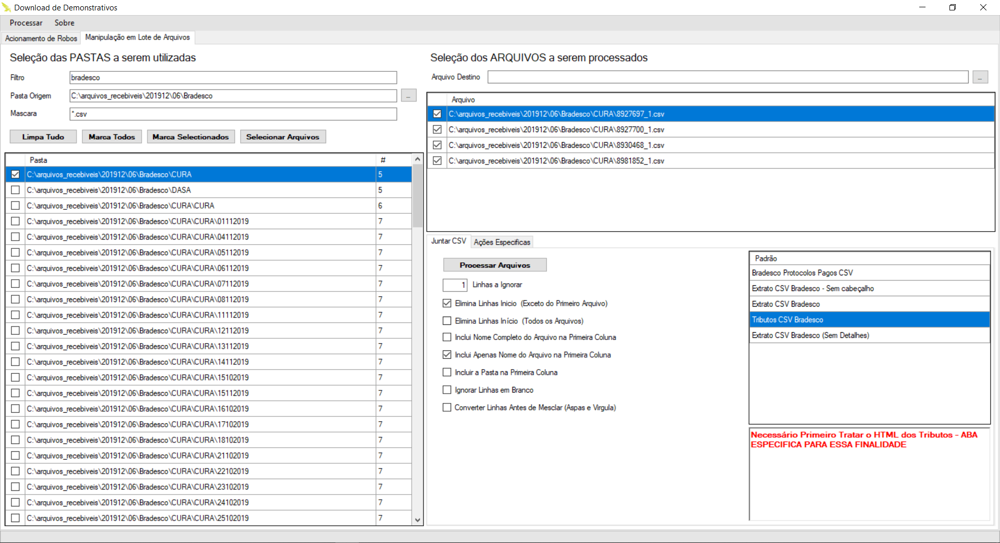 Download de Demonstrativos
Processar Sobre
Acionamento de Robos Manipulação em Lote de Arquivos
Seleção das PASTAS a serem utilizadas
Filtro bradesco
Pasta Origem C:\arquivos_recebiveis\201912\06\Bradesco ...
Mascara *.csv
Limpa Tudo Marca Todos Marca Selectionados Selecionar Arquivos
Pasta #
C:\arquivos_recebiveis\201912\06\Bradesco\CURA 5
C:\arquivos_recebiveis\201912\06\Bradesco\DASA 5
C:\arquivos_recebiveis\201912\06\Bradesco\CURA\CURA 6
C:\arquivos_recebiveis\201912\06\Bradesco\CURA\CURA\01112019 7
C:\arquivos_recebiveis\201912\06\Bradesco\CURA\CURA\04112019 7
C:\arquivos_recebiveis\201912\06\Bradesco\CURA\CURA\05112019 7
C:\arquivos_recebiveis\201912\06\Bradesco\CURA\CURA\06112019 7
C:\arquivos_recebiveis\201912\06\Bradesco\CURA\CURA\07112019 7
C:\arquivos_recebiveis\201912\06\Bradesco\CURA\CURA\08112019 7
C:\arquivos_recebiveis\201912\06\Bradesco\CURA\CURA\11112019 7
C:\arquivos_recebiveis\201912\06\Bradesco\CURA\CURA\12112019 7
C:\arquivos_recebiveis\201912\06\Bradesco\CURA\CURA\13112019 7
C:\arquivos_recebiveis\201912\06\Bradesco\CURA\CURA\14112019 7
C:\arquivos_recebiveis\201912\06\Bradesco\CURA\CURA\15102019 7
C:\arquivos_recebiveis\201912\06\Bradesco\CURA\CURA\15112019 7
C:\arquivos_recebiveis\201912\06\Bradesco\CURA\CURA\16102019 7
C:\arquivos_recebiveis\201912\06\Bradesco\CURA\CURA\17102019 7
C:\arquivos_recebiveis\201912\06\Bradesco\CURA\CURA\18102019 7
C:\arquivos_recebiveis\201912\06\Bradesco\CURA\CURA\21102019 7
C:\arquivos_recebiveis\201912\06\Bradesco\CURA\CURA\22102019 7
C:\arquivos_recebiveis\201912\06\Bradesco\CURA\CURA\23102019 7
C:\arquivos_recebiveis\201912\06\Bradesco\CURA\CURA\24102019 7
C:\arquivos_recebiveis\201912\06\Bradesco\CURA\CURA\25102019 7
Seleção dos ARQUIVOS a serem processados
Arquivo Destino ...
Arquivo
C:\arquivos_recebiveis\201912\06\Bradesco\CURA\8927697_1.csv
C:\arquivos_recebiveis\201912\06\Bradesco\CURA\8927700_1.csv
C:\arquivos_recebiveis\201912\06\Bradesco\CURA\8930468_1.csv
C:\arquivos_recebiveis\201912\06\Bradesco\CURA\8981852_1.csv
Juntar CSV Ações Especificas
Processar Arquivos
1 Linhas a Ignorar
Elimina Linhas Inicio (Exceto do Primeiro Arquivo)
Elimina Linhas Início (Todos os Arquivos)
Inclui Nome Completo do Arquivo na Primeira Coluna
Inclui Apenas Nome do Arquivo na Primeira Coluna
Incluir a Pasta na Primeira Coluna
Ignorar Linhas em Branco
Converter Linhas Antes de Mesclar (Aspas e Virgula)
Padrão
Bradesco Protocolos Pagos CSV
Extrato CSV Bradesco - Sem cabeçalho
Extrato CSV Bradesco
Tributos CSV Bradesco
Extrato CSV Bradesco (Sem Detalhes)
Necessário Primeiro Tratar o HTML dos Tributos - ABA
ESPECIFICA PARA ESSA FINALIDADE